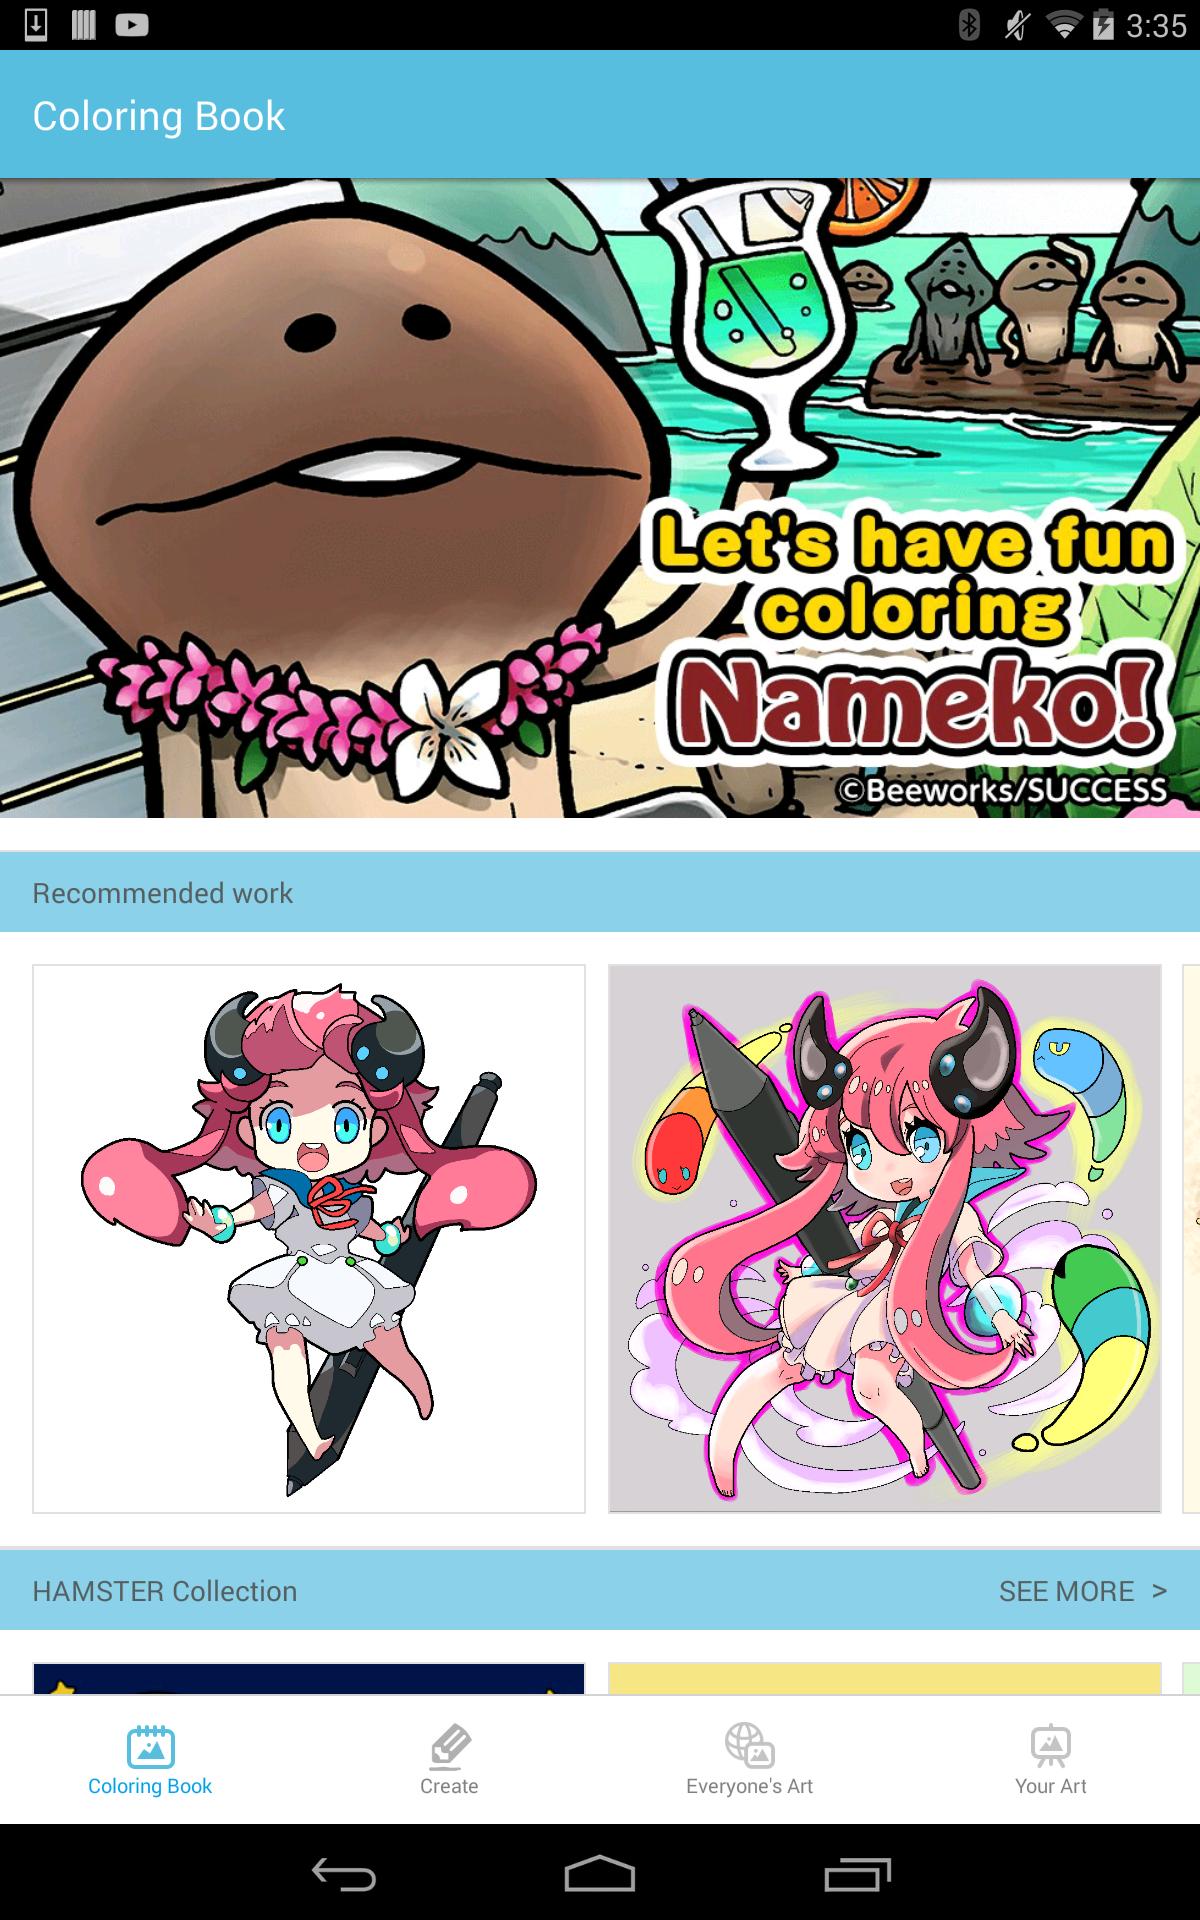 3:35
Coloring Book
Let's have fun
coloring
Nameko!
©Beeworks/SUCCESS
Recommended work
HAMSTER Collection
SEE MORE >
Coloring Book
Create
Everyone's Art
Your Art